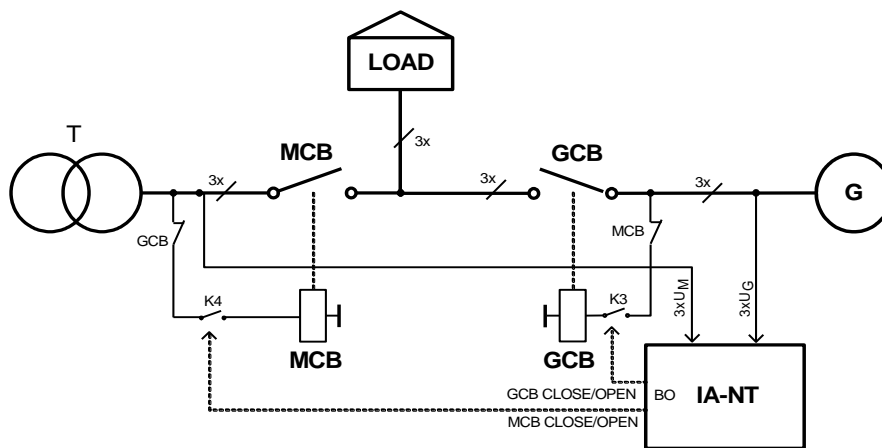 LOAD
T
3x
MCB
GCB
3x
3x
3x
G
GCB
MCB
K4
K3
3xUM
3xUG
MCB
GCB
GCB CLOSE/OPEN
BO
IA-NT
MCB CLOSE/OPEN